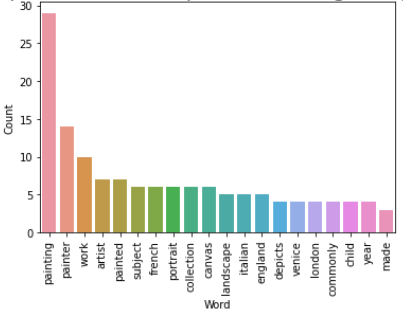 30
25
20
15
10
5
0
Count
painting
painter
work
artist
painted
subject
french
portrait
collection
canvas
landscape
italian
england
depicts
venice
london
commonly
child
year
made
Word